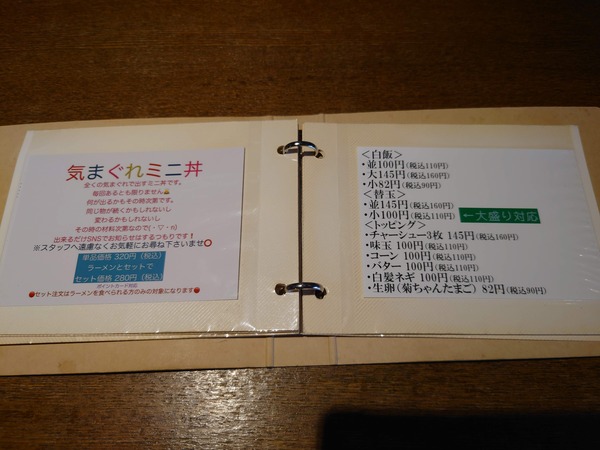 気まぐれミニ丼
全くの気まぐれで出すミニ丼です。
毎回あるとも限りません
何が出るかもその時次第です。
同じ物が続くかもしれないし
変わるかもしれないし
その時の材料次第なので(・▽・n)
出来るだけSNSでお知らせはするつもりです！
※スタッフへ遠慮なくお気軽にお尋ね下さいませ⭕
単品価格 320円（税込）
ラーメンとセットで
セット価格 280円（税込）
ポイントカード対応
セット注文はラーメンを食べられる方のみの対象になります
＜白飯＞
・並100円(税込110円)
・大145円(税込160円)
・小82円(税込90円)
＜替玉＞
・並145円(税込160円)
・小100円(税込110円)
←大盛り対応
＜トッピング＞
・チャーシュー3枚 145円(税込160円)
・味玉 100円(税込110円)
・コーン 100円(税込110円)
・バター 100円(税込110円)
・白髪ネギ 100円(税込110円)
・生卵（菊ちゃんたまご） 82円(税込90円)